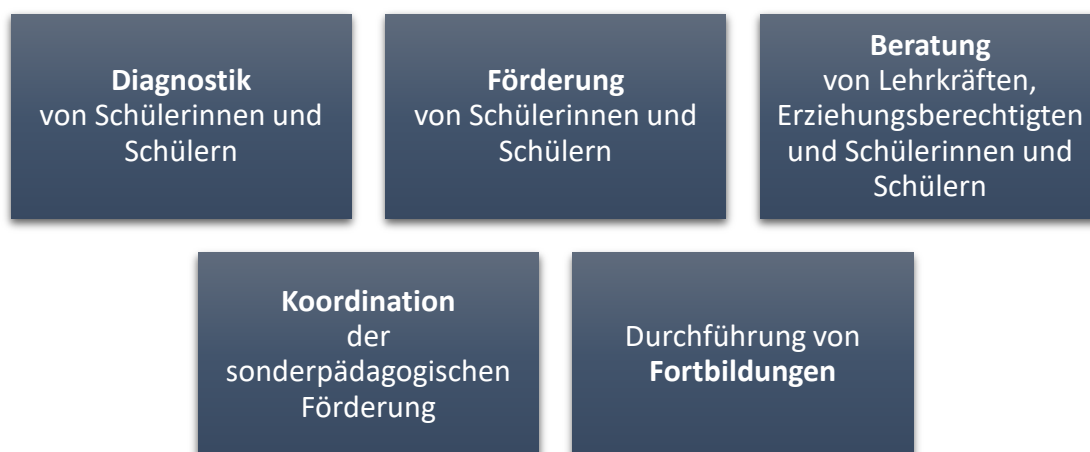 Diagnostik
von Schülerinnen und
Schülern
Förderung
von Schülerinnen und
Schülern
Beratung
von Lehrkräften,
Erziehungsberechtigten
und Schülerinnen und
Schülern
Koordination
der
sonderpädagogischen
Förderung
Durchführung von
Fortbildungen